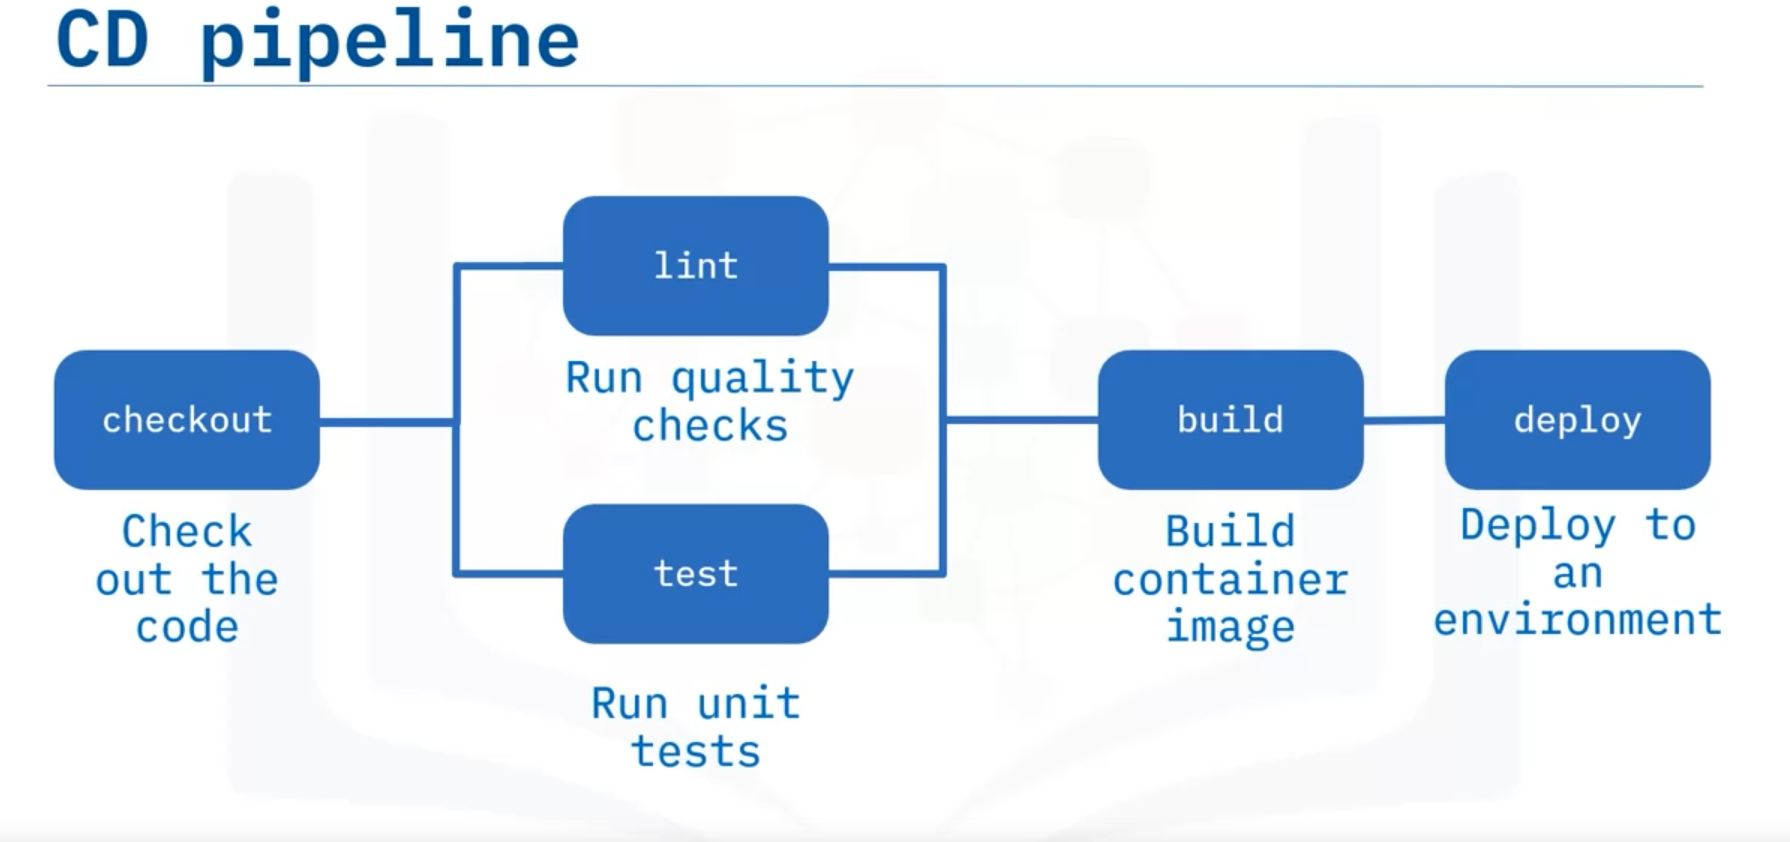 CD pipeline
checkout
Check
out the
code
lint
Run quality
checks
test
Run unit
tests
build
Build
container
image
deploy
Deploy to
an
environment